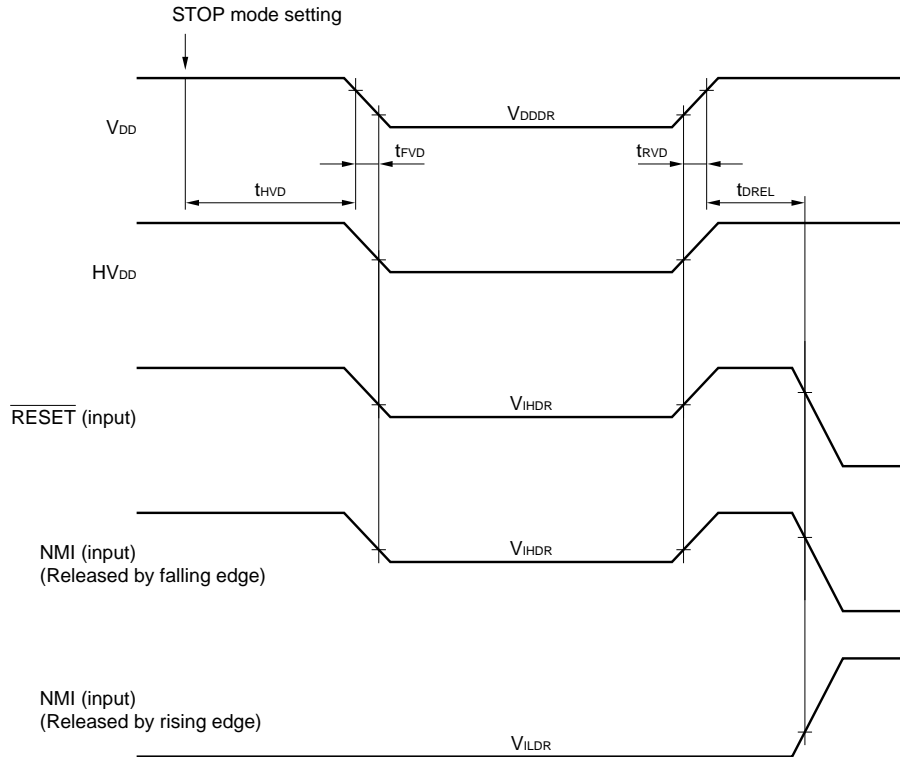 STOP mode setting
VDD
VDDDR
tFVD
tRVD
tHVD
tDREL
HVDD
RESET (input)
VIHDR
NMI (input)
(Released by falling edge)
VIHDR
NMI (input)
(Released by rising edge)
VILDR